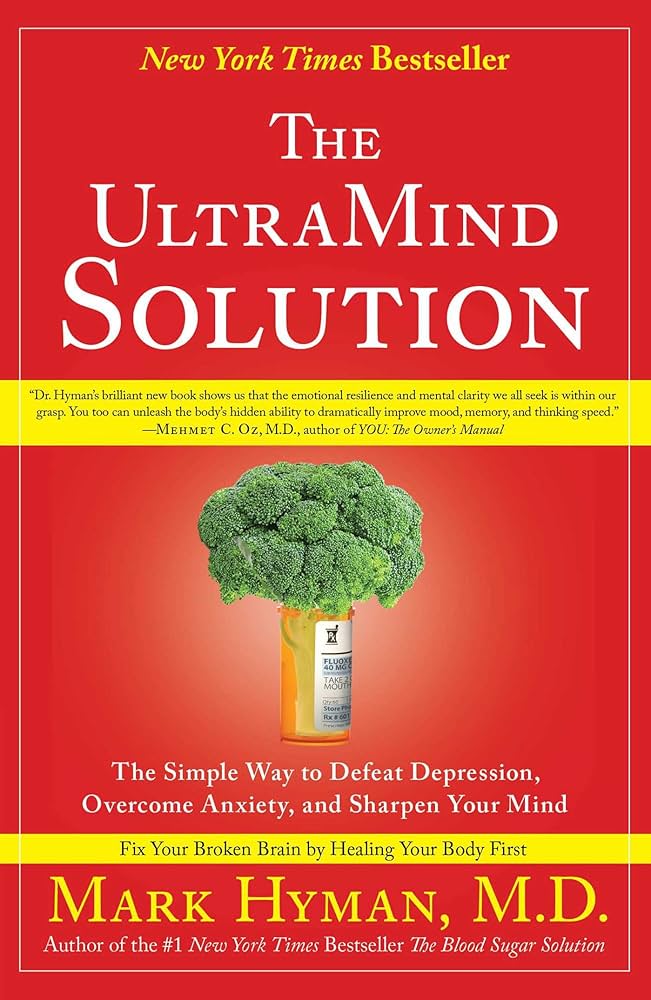 New York Times Bestseller
THE
ULTRAMIND
SOLUTION
“Dr. Hyman’s brilliant new book shows us that the emotional resilience and mental clarity we all seek is within our
grasp. You too can unleash the body’s hidden ability to dramatically improve mood, memory, and thinking speed.”
—MEHMET C. OZ, M.D., author of YOU: The Owner’s Manual
40 MG
TAKE 2
MOUTH
Store
Rx # 60
The Simple Way to Defeat Depression,
Overcome Anxiety, and Sharpen Your Mind
Fix Your Broken Brain by Healing Your Body First
MARK HYMAN, M.D.
Author of the #1 New York Times Bestseller The Blood Sugar Solution